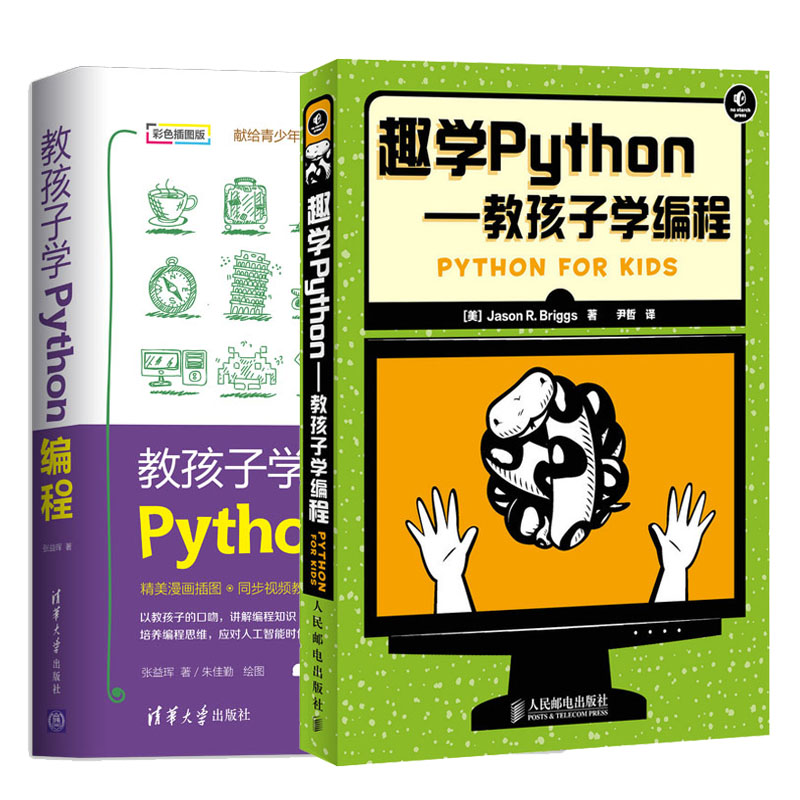 教孩子学Python编程
张益珲 著
清华大学出版社
彩色插图版
献给青少年
教孩子学
Pytho
精美漫画插图·同步视频教
以教孩子的口吻，讲解编程知识
培养编程思维，应对人工智能时
张益珲 著 / 朱佳勤 绘图
清华大学出版社
趣学Python——教孩子学编程
PYTHON
FOR KIDS
人民邮电出版社
no starch
press
趣学Python
——教孩子学编程
PYTHON FOR KIDS
[美] Jason R. Briggs 著 尹哲 译
人民邮电出版社
POSTS & TELECOM PRESS